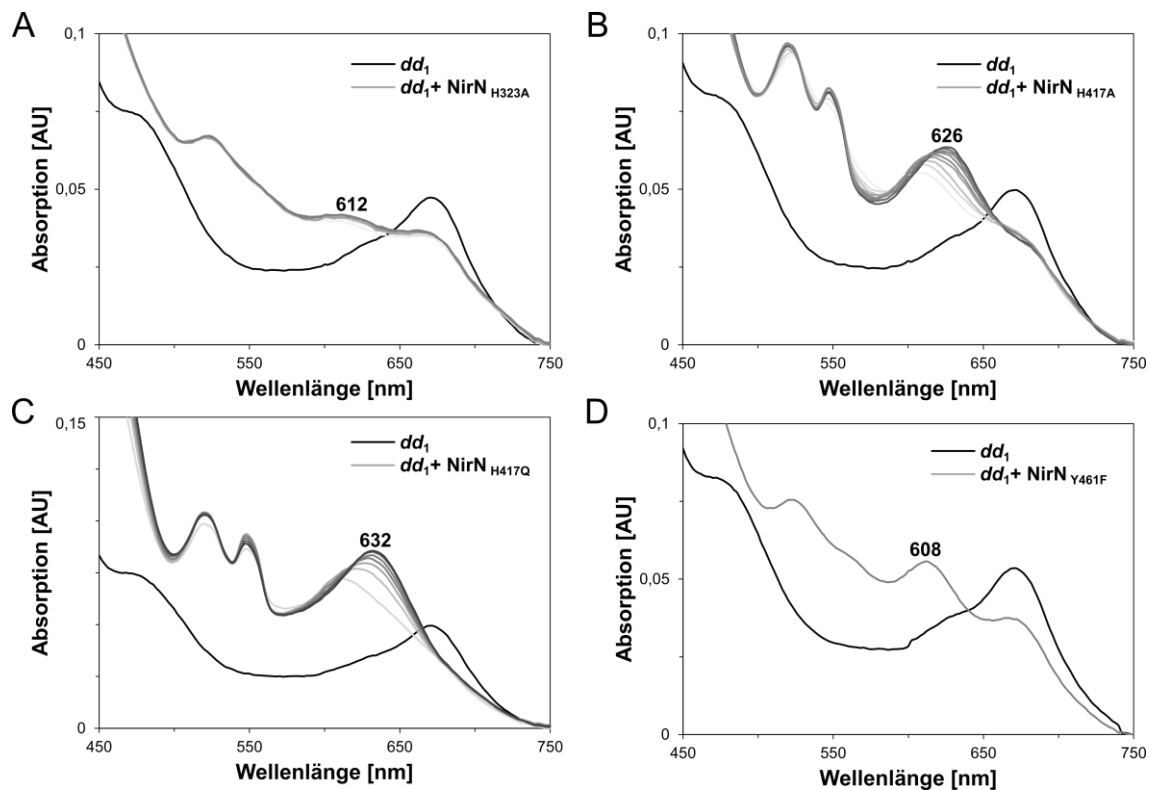 A
0,1
dd₁
dd₁+ NirN H323A
612
0,05
0
450
550
650
750
Absorption [AU]
Wellenlänge [nm]
B
0,1
dd₁
dd₁+ NirN H417A
626
0,05
0
450
550
650
750
Absorption [AU]
Wellenlänge [nm]
C
0,15
dd₁
dd₁+ NirN H417Q
632
0
450
550
650
750
Absorption [AU]
Wellenlänge [nm]
D
0,1
dd₁
dd₁+ NirN Y461F
608
0,05
0
450
550
650
750
Absorption [AU]
Wellenlänge [nm]